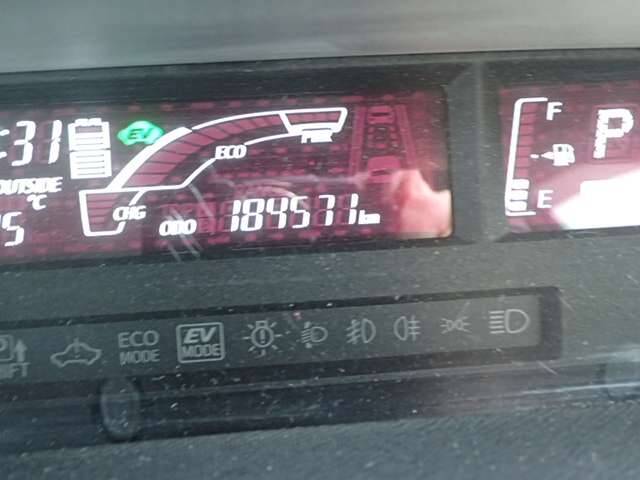 :31 EV ECO PWR F P
OUTSIDE
°C CHG E
ODO 184571 km
ECO MODE EV MODE